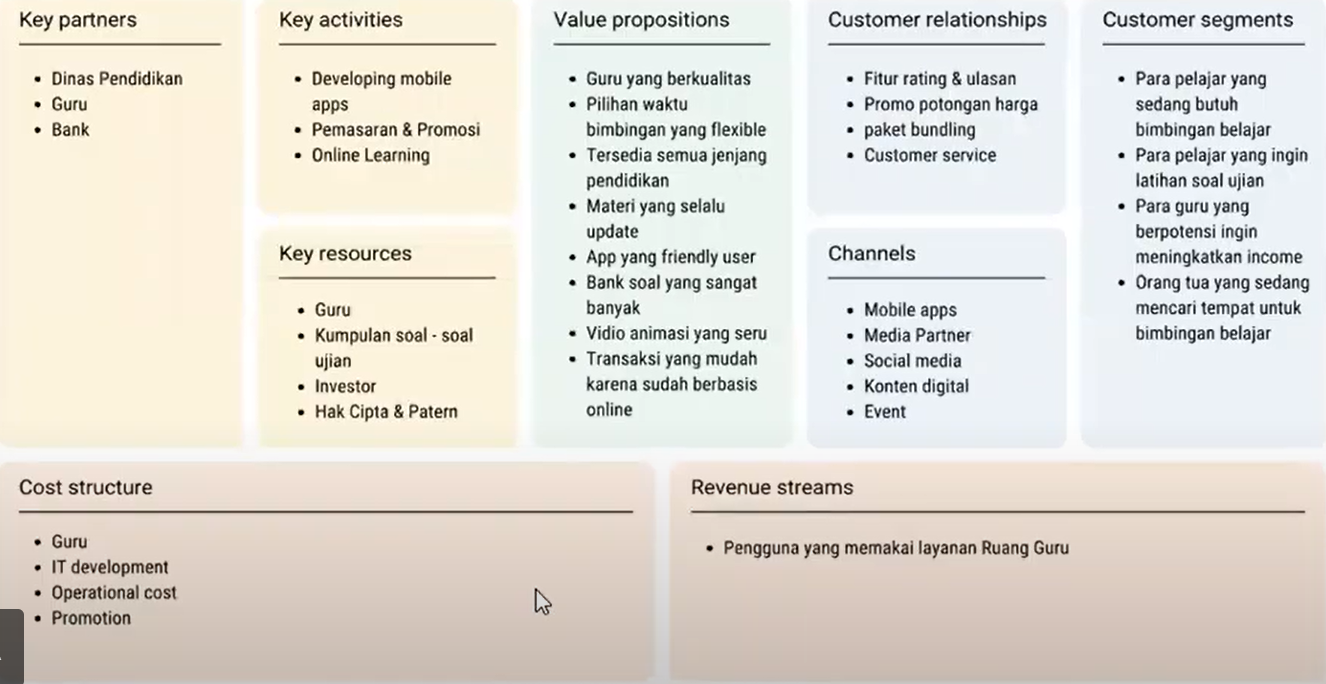 Key partners
• Dinas Pendidikan
• Guru
• Bank
Key activities
• Developing mobile
apps
• Pemasaran & Promosi
• Online Learning
Key resources
• Guru
• Kumpulan soal - soal
ujian
• Investor
• Hak Cipta & Patern
Value propositions
• Guru yang berkualitas
• Pilihan waktu
bimbingan yang flexible
• Tersedia semua jenjang
pendidikan
• Materi yang selalu
update
• App yang friendly user
• Bank soal yang sangat
banyak
• Vidio animasi yang seru
• Transaksi yang mudah
karena sudah berbasis
online
Customer relationships
• Fitur rating & ulasan
• Promo potongan harga
• paket bundling
• Customer service
Channels
• Mobile apps
• Media Partner
• Social media
• Konten digital
• Event
Customer segments
• Para pelajar yang
sedang butuh
bimbingan belajar
• Para pelajar yang ingin
latihan soal ujian
• Para guru yang
berpotensi ingin
meningkatkan income
• Orang tua yang sedang
mencari tempat untuk
bimbingan belajar
Cost structure
• Guru
• IT development
• Operational cost
• Promotion
Revenue streams
• Pengguna yang memakai layanan Ruang Guru